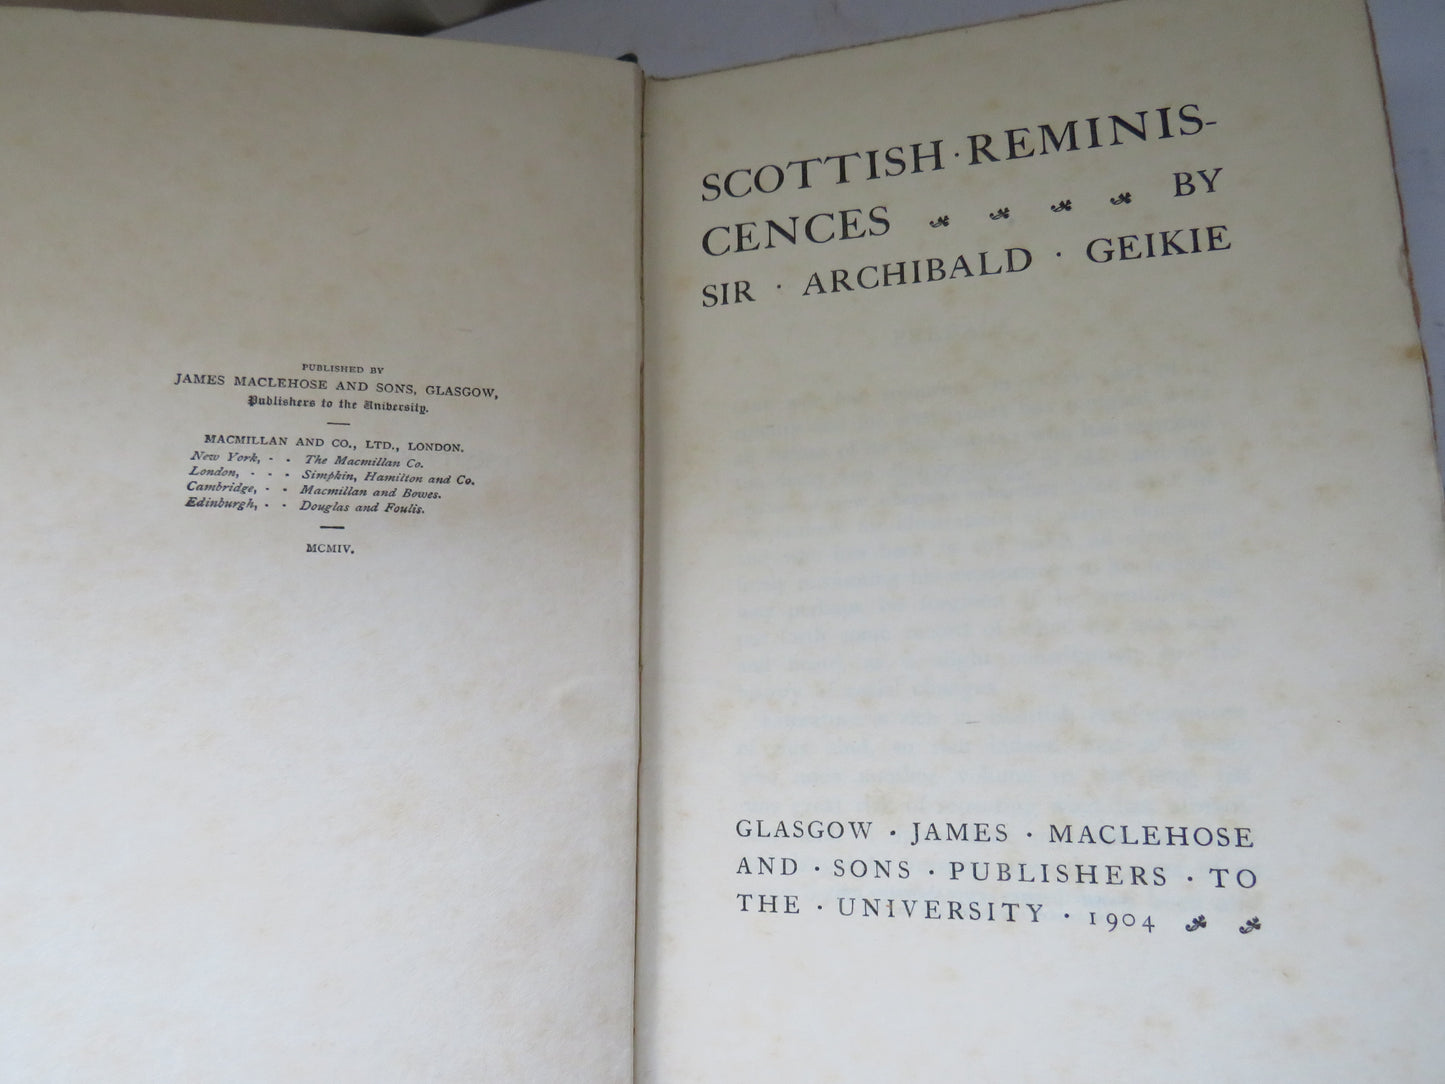 PUBLISHED BY
JAMES MACLEHOSE AND SONS, GLASGOW,
Publishers to the University.
MACMILLAN AND CO., LTD., LONDON.
New York, - - The Macmillan Co.
London, - - - Simpkin, Hamilton and Co.
Cambridge, - - Macmillan and Bowes.
Edinburgh, - - Douglas and Foulis.
MCMIV.
SCOTTISH · REMINIS-
CENCES BY
SIR · ARCHIBALD · GEIKIE
GLASGOW · JAMES · MACLEHOSE
AND · SONS · PUBLISHERS · TO
THE · UNIVERSITY · 1904